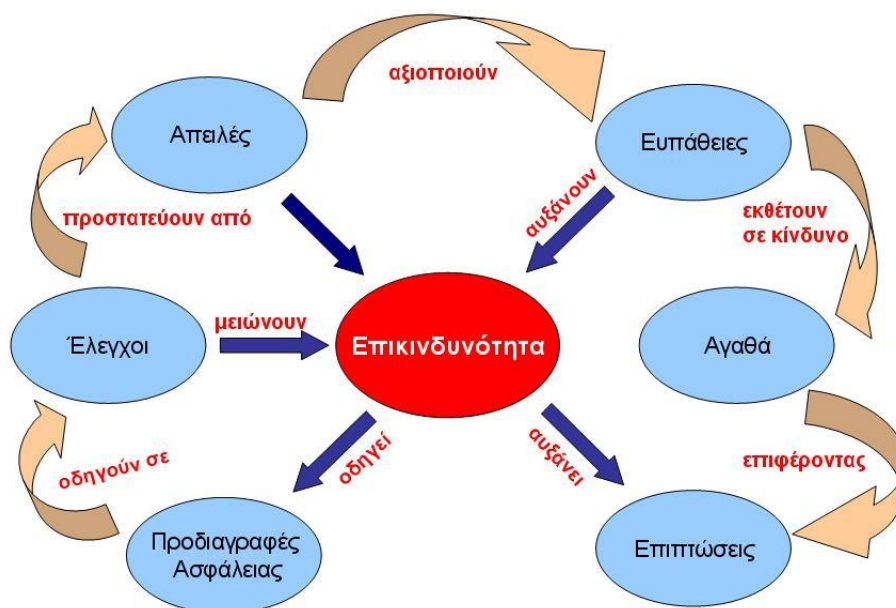 αξιοποιούν
Απειλές
Ευπάθειες
αυξάνουν
προστατεύουν από
εκθέτουν
σε κίνδυνο
μειώνουν
Έλεγχοι
Επικινδυνότητα
Αγαθά
οδηγούν σε
οδηγεί
αυξάνει
επιφέροντας
Προδιαγραφές
Ασφάλειας
Επιπτώσεις